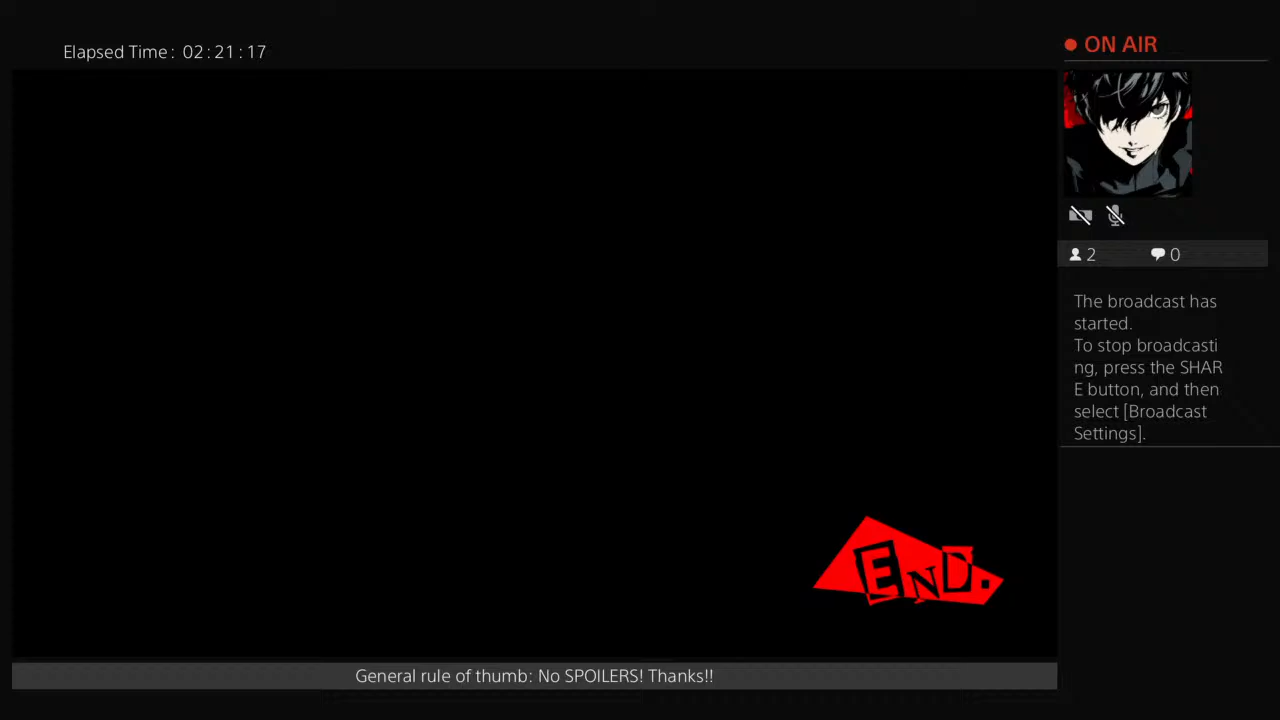 Elapsed Time: 02:21:17
ON AIR
2 0
The broadcast has
started.
To stop broadcasti
ng, press the SHAR
E button, and then
select [Broadcast
Settings].
END.
General rule of thumb: No SPOILERS! Thanks!!